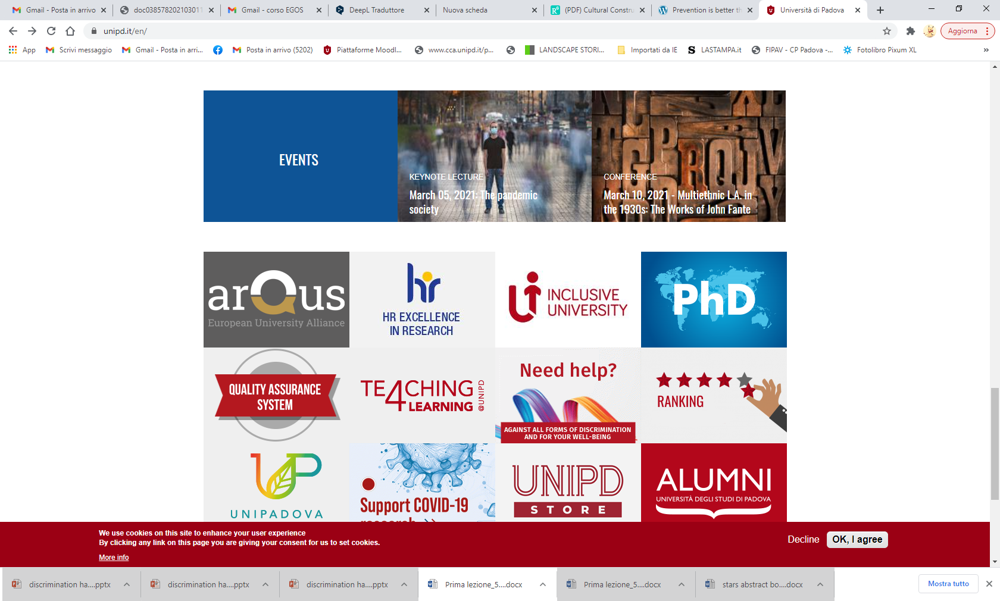 Gmail - Posta in arrivo
doc03857820210301
Gmail - corso EGOS
DeepL Traduttore
Nuova scheda
(PDF) Cultural Constru
Prevention is better th
Università di Padova
unipd.it/en/
Aggiorna
App
Scrivi messaggio
Gmail - Posta in arri...
Posta in arrivo (5202)
Piattaforme Moodl...
www.cca.unipd.it/p...
LANDSCAPE STORI...
Importati da IE
LASTAMPA.it
FIPAV - CP Padova -...
Fotolibro Pixum XL
EVENTS
KEYNOTE LECTURE
March 05, 2021: The pandemic
society
CONFERENCE
March 10, 2021 - Multiethnic L.A. in
the 1930s: The Works of John Fante
arQus
European University Alliance
hr
HR EXCELLENCE
IN RESEARCH
INCLUSIVE
UNIVERSITY
PhD
QUALITY ASSURANCE
SYSTEM
TE4CHING
LEARNING
@UNIPD
Need help?
AGAINST ALL FORMS OF DISCRIMINATION
AND FOR YOUR WELL-BEING
RANKING
UP
UNIPADOVA
Support COVID-19
research >>
UNIPD
STORE
ALUMNI
UNIVERSITÀ DEGLI STUDI DI PADOVA
We use cookies on this site to enhance your user experience
By clicking any link on this page you are giving your consent for us to set cookies.
More info
Decline
OK, I agree
discrimination ha....pptx
discrimination ha....pptx
discrimination ha....pptx
Prima lezione_5....docx
Prima lezione_5....docx
stars abstract bo....docx
Mostra tutto